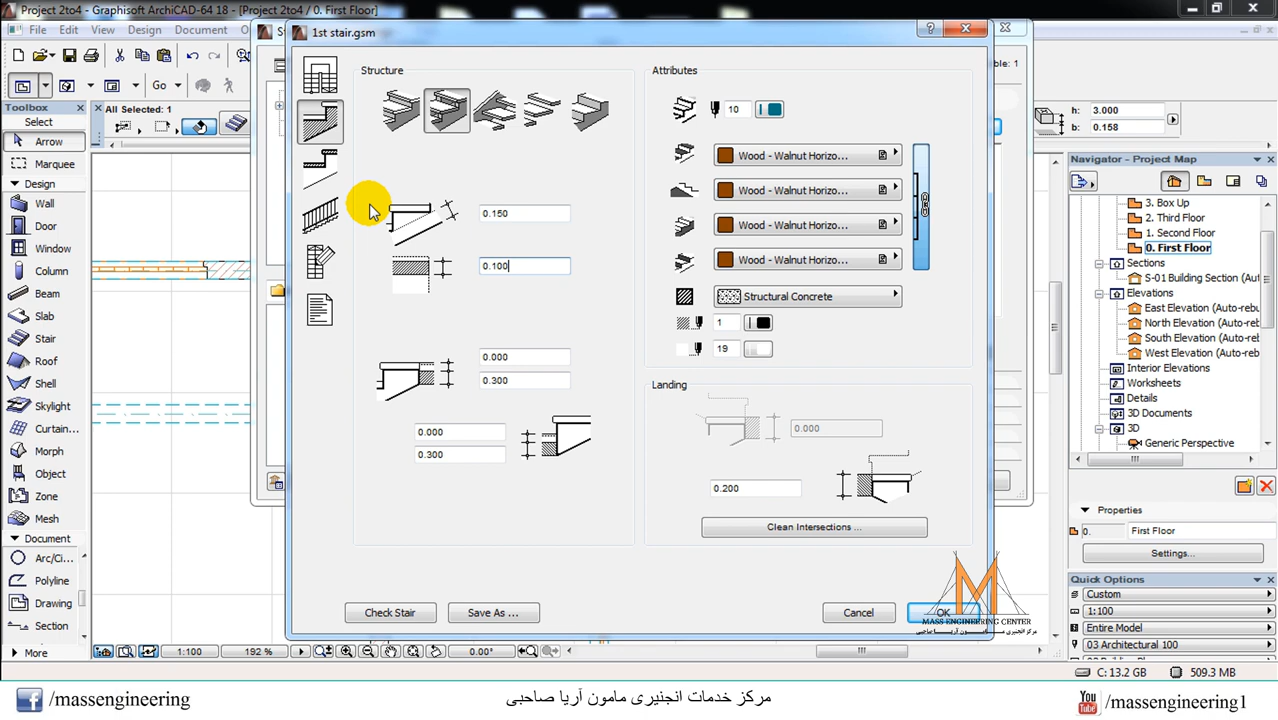 Project 2to4 - Graphisoft ArchiCAD-64 18 - [Project 2to4 / 0. First Floor]
File Edit View Design Document
Go
Toolbox
Select
Arrow
Marquee
Design
Wall
Door
Window
Column
Beam
Slab
Stair
Roof
Shell
Skylight
Curtain...
Morph
Object
Zone
Mesh
Document
Arc/Ci...
Polyline
Drawing
Section
More
All Selected: 1
1st stair.gsm
Structure
0.150
0.100
0.000
0.300
0.000
0.300
Attributes
10
Wood - Walnut Horizo...
Wood - Walnut Horizo...
Wood - Walnut Horizo...
Wood - Walnut Horizo...
Structural Concrete
1
19
Landing
0.000
0.200
Clean Intersections ...
Check Stair
Save As ...
Cancel
OK
h: 3.000
b: 0.158
Navigator - Project Map
3. Box Up
2. Third Floor
1. Second Floor
0. First Floor
Sections
S-01 Building Section (Aut
Elevations
East Elevation (Auto-rebu
North Elevation (Auto-reb
South Elevation (Auto-reb
West Elevation (Auto-rebu
Interior Elevations
Worksheets
Details
3D Documents
3D
Generic Perspective
Properties
0.
First Floor
Settings...
Quick Options
Custom
1:100
Entire Model
03 Architectural 100
1:100
192 %
0.00°
C: 13.2 GB
509.3 MB
MASS ENGINEERING CENTER
مرکز انجنیری مـامـون آریـا صاحبی
/massengineering
مرکز خدمات انجنیری مامون آریا صاحبی
You
Tube
/massengineering1